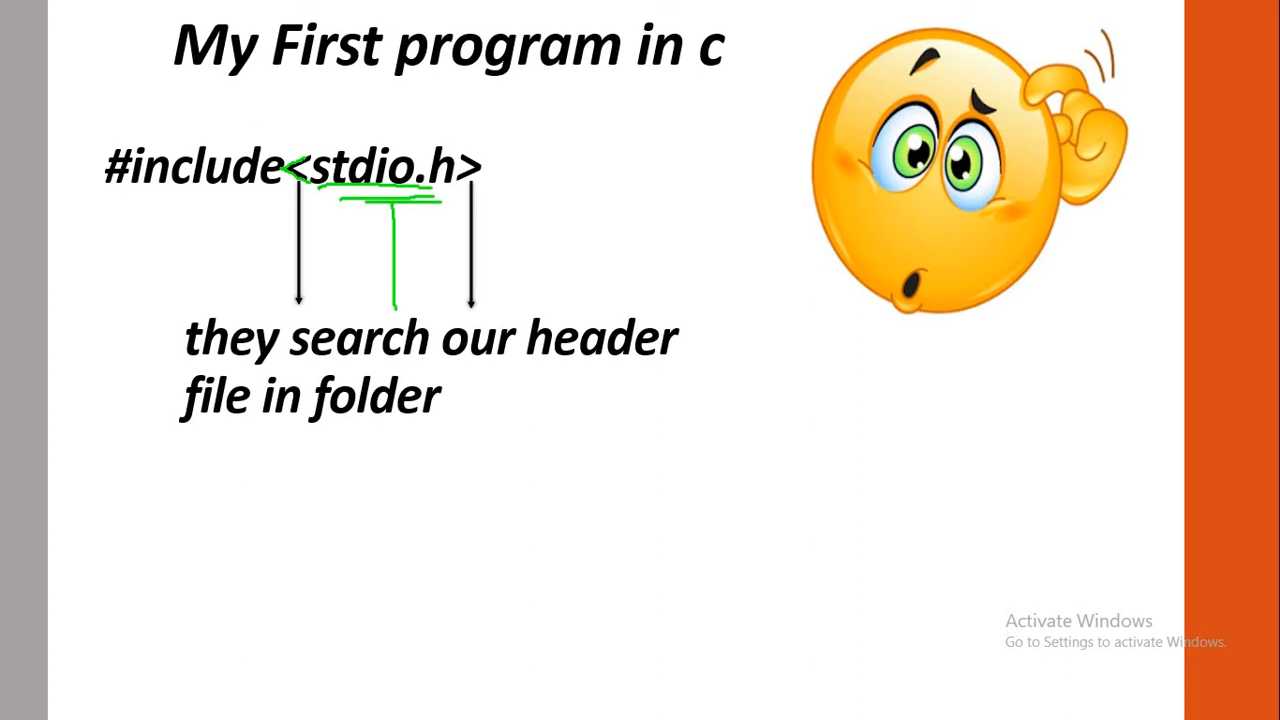 My First program in c
#include<stdio.h>
they search our header
file in folder
Activate Windows
Go to Settings to activate Windows.